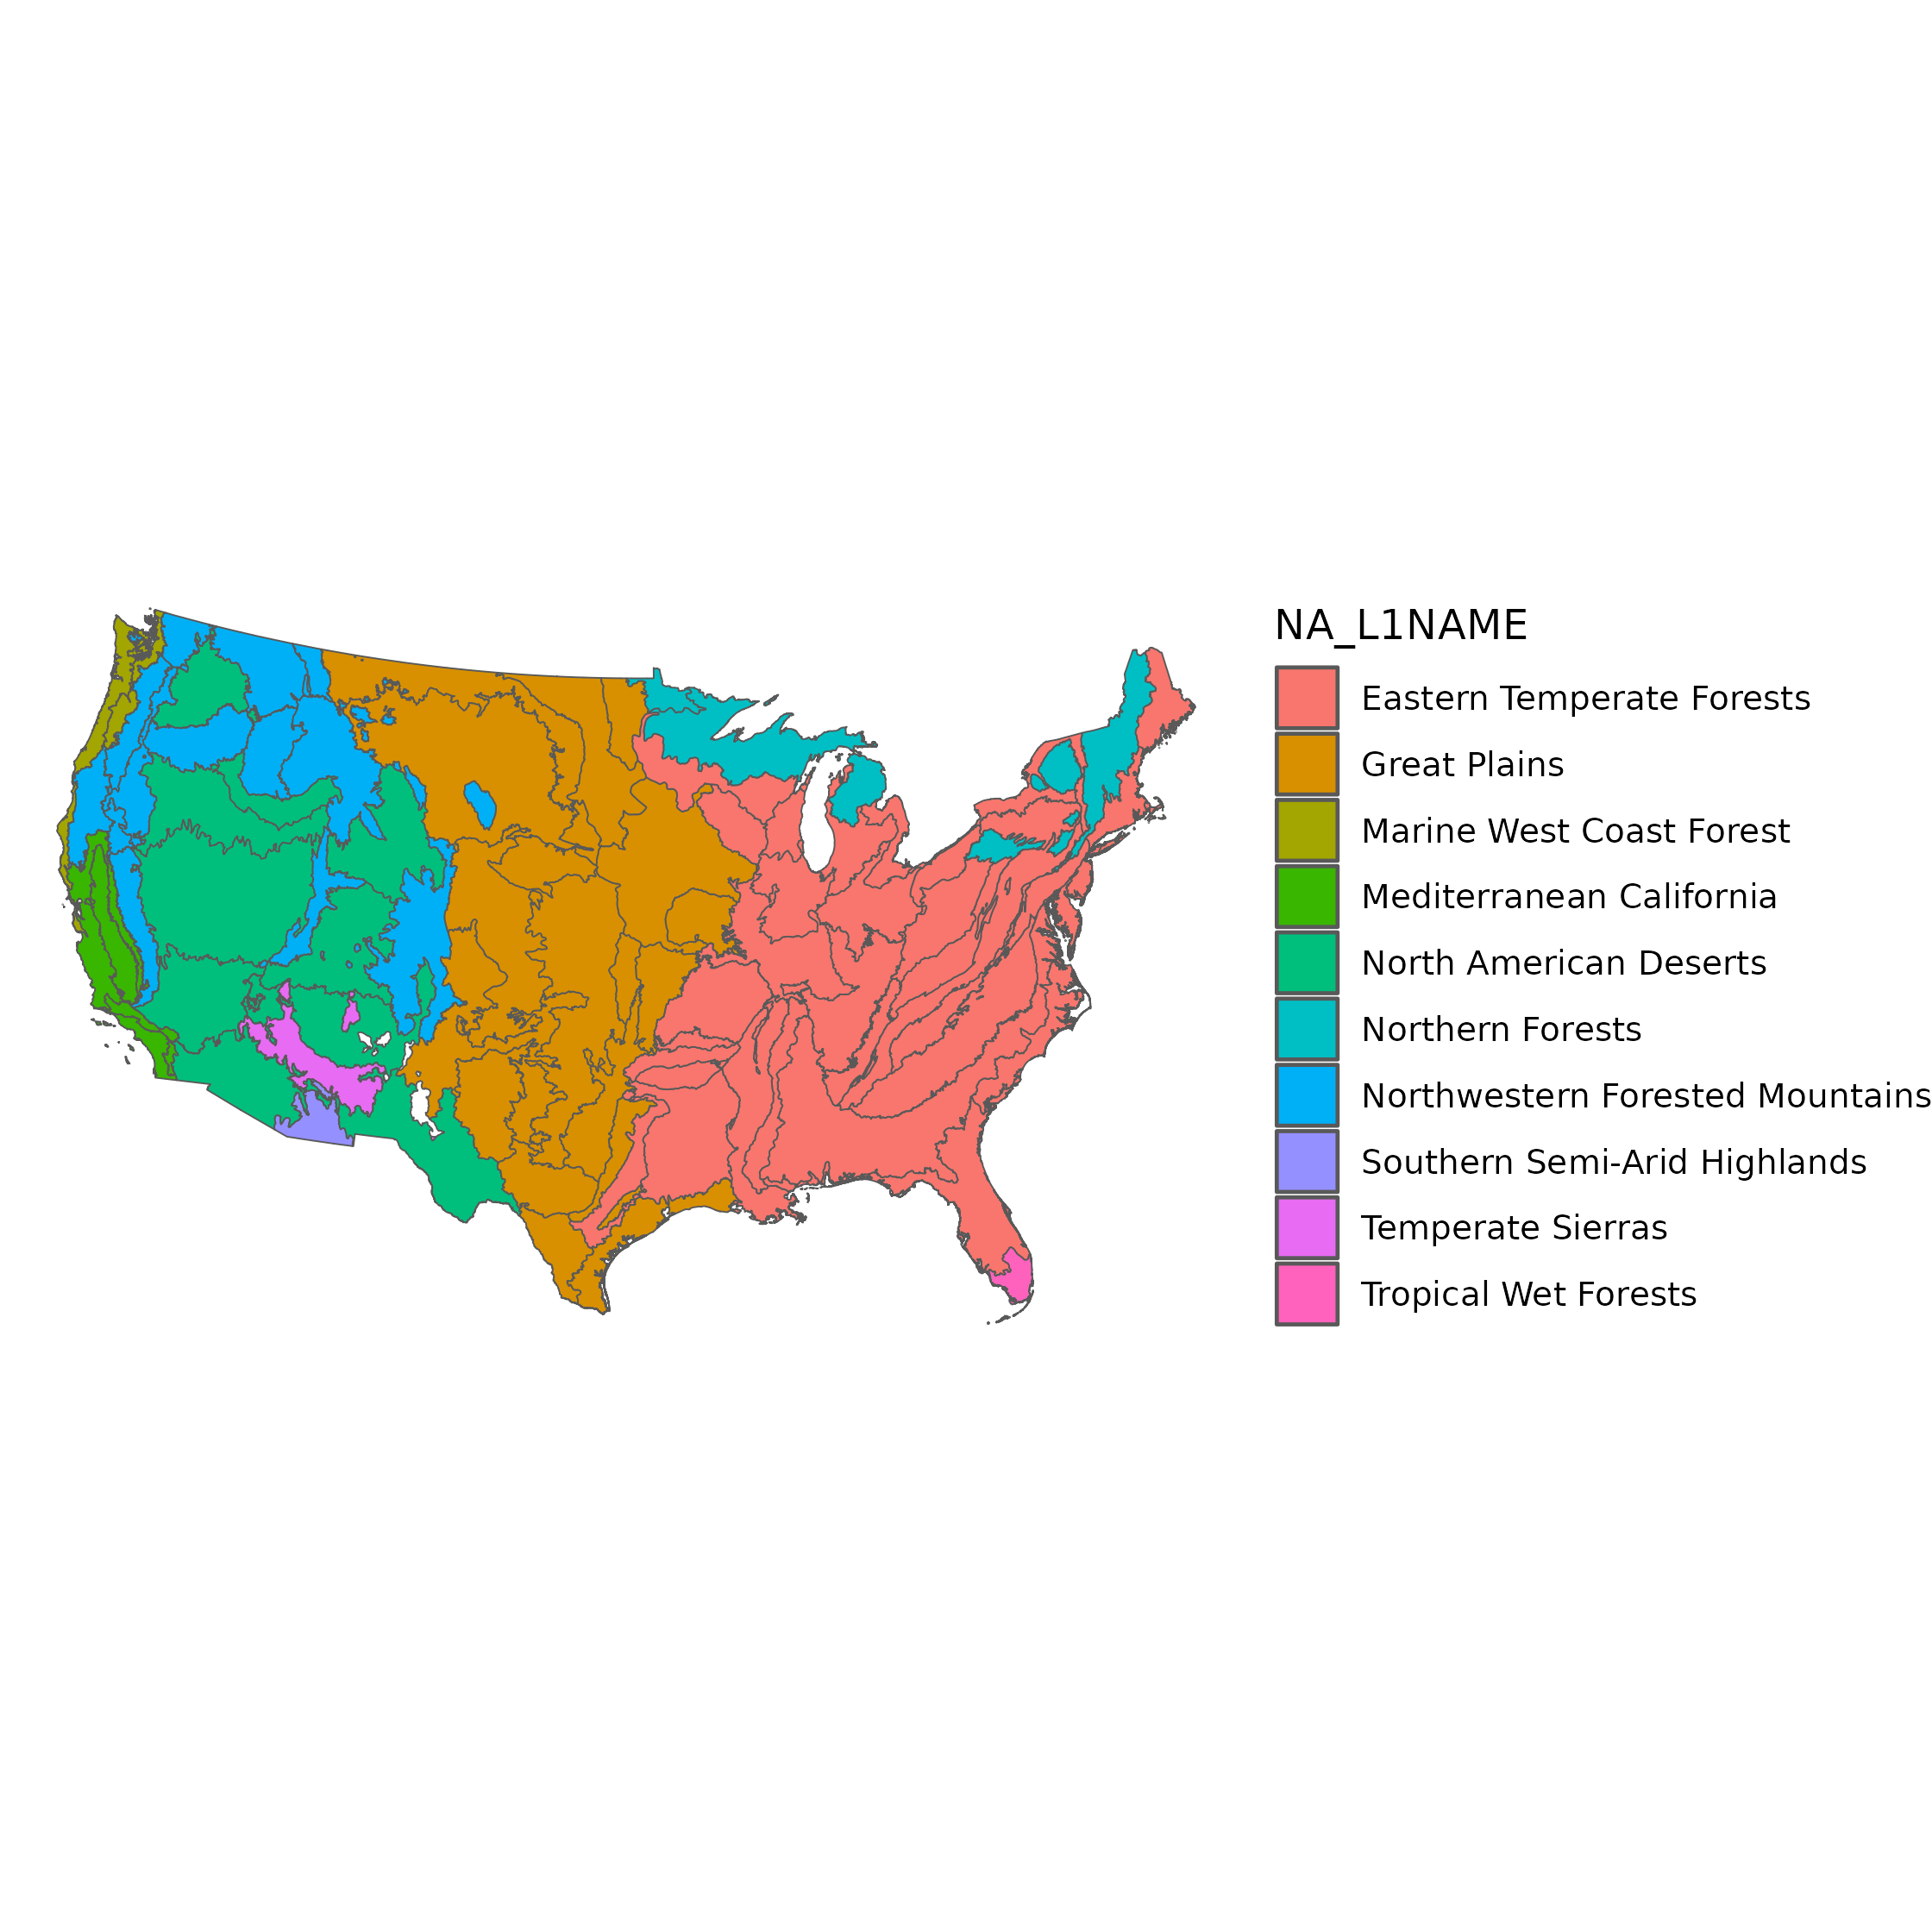 NA_L1NAME
Eastern Temperate Forests
Great Plains
Marine West Coast Forest
Mediterranean California
North American Deserts
Northern Forests
Northwestern Forested Mountains
Southern Semi-Arid Highlands
Temperate Sierras
Tropical Wet Forests